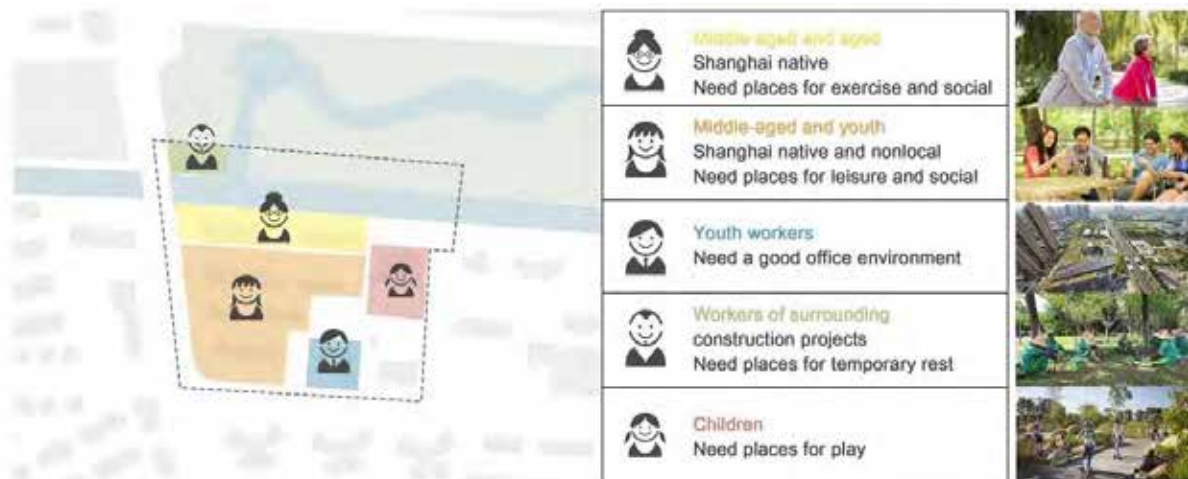 Middle-aged and aged
Shanghai native
Need places for exercise and social
Middle-aged and youth
Shanghai native and nonlocal
Need places for leisure and social
Youth workers
Need a good office environment
Workers of surrounding
construction projects
Need places for temporary rest
Children
Need places for play